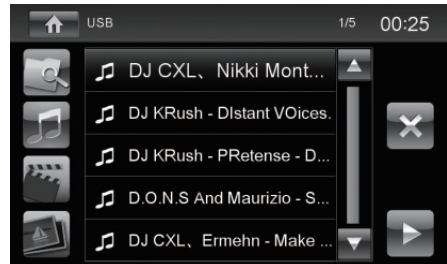 USB 1/5 00:25
DJ CXL、Nikki Mont...
DJ KRush - DIstant VOices.
DJ KRush - PRetense - D...
D.O.N.S And Maurizio - S...
DJ CXL、Ermehn - Make ...